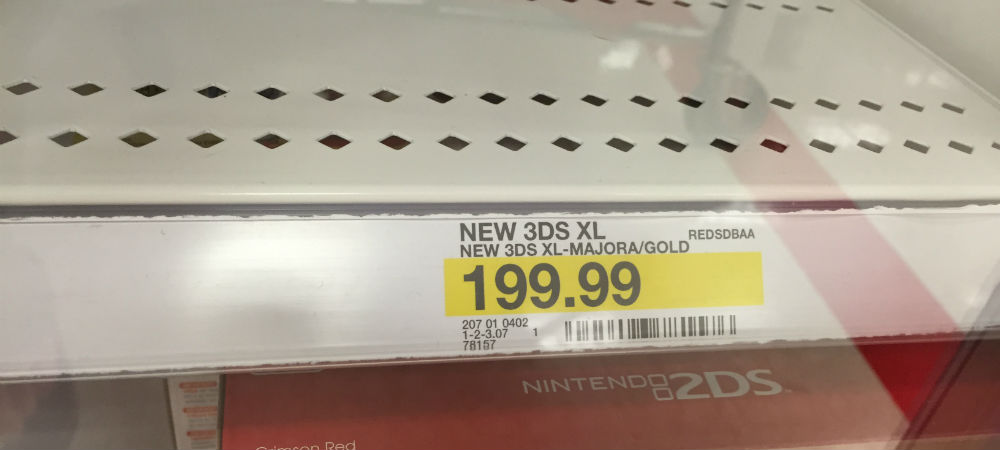 NEW 3DS XL
REDSDBAA
NEW 3DS XL-MAJORA/GOLD
199.99
207 01 0402
1-2-3.07 1
78157
NINTENDO 2DS™
Crimson Red